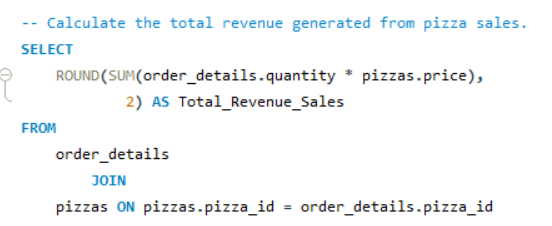 -- Calculate the total revenue generated from pizza sales.
SELECT
ROUND(SUM(order_details.quantity * pizzas.price),
2) AS Total_Revenue_Sales
FROM
order_details
JOIN
pizzas ON pizzas.pizza_id = order_details.pizza_id